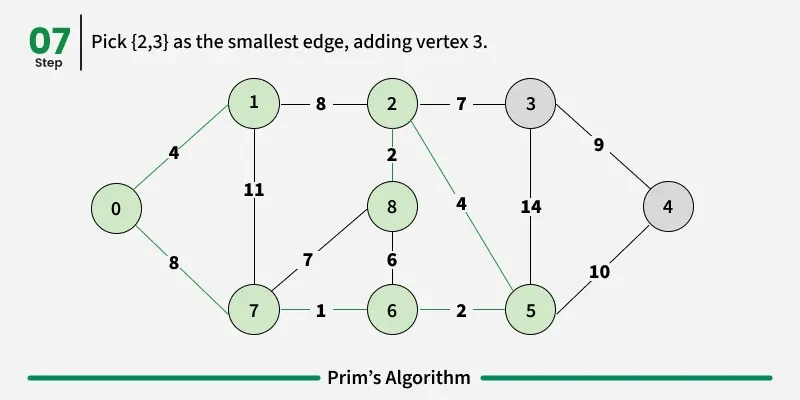 07
Step
Pick {2,3} as the smallest edge, adding vertex 3.
1 8 2 7 3
4 2 9
11
0 8 4 14 4
8 7 6 10
7 1 6 2 5
Prim's Algorithm